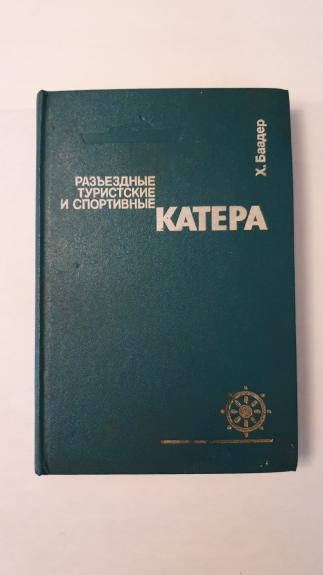 Х. Баадер
РАЗЪЕЗДНЫЕ
ТУРИСТСКИЕ
И СПОРТИВНЫЕ
КАТЕРА